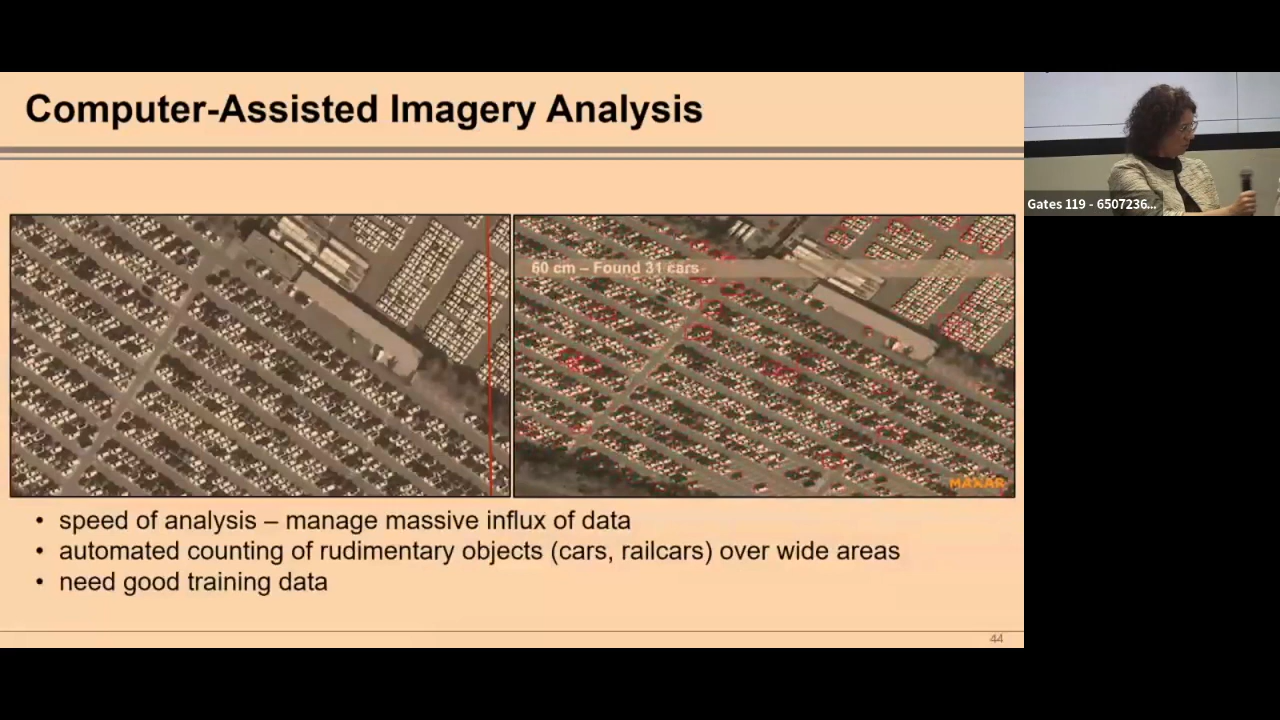 Computer-Assisted Imagery Analysis
Gates 119 - 6507236...
60 cm – Found 31 cars
MAXAR
• speed of analysis – manage massive influx of data
• automated counting of rudimentary objects (cars, railcars) over wide areas
• need good training data
44